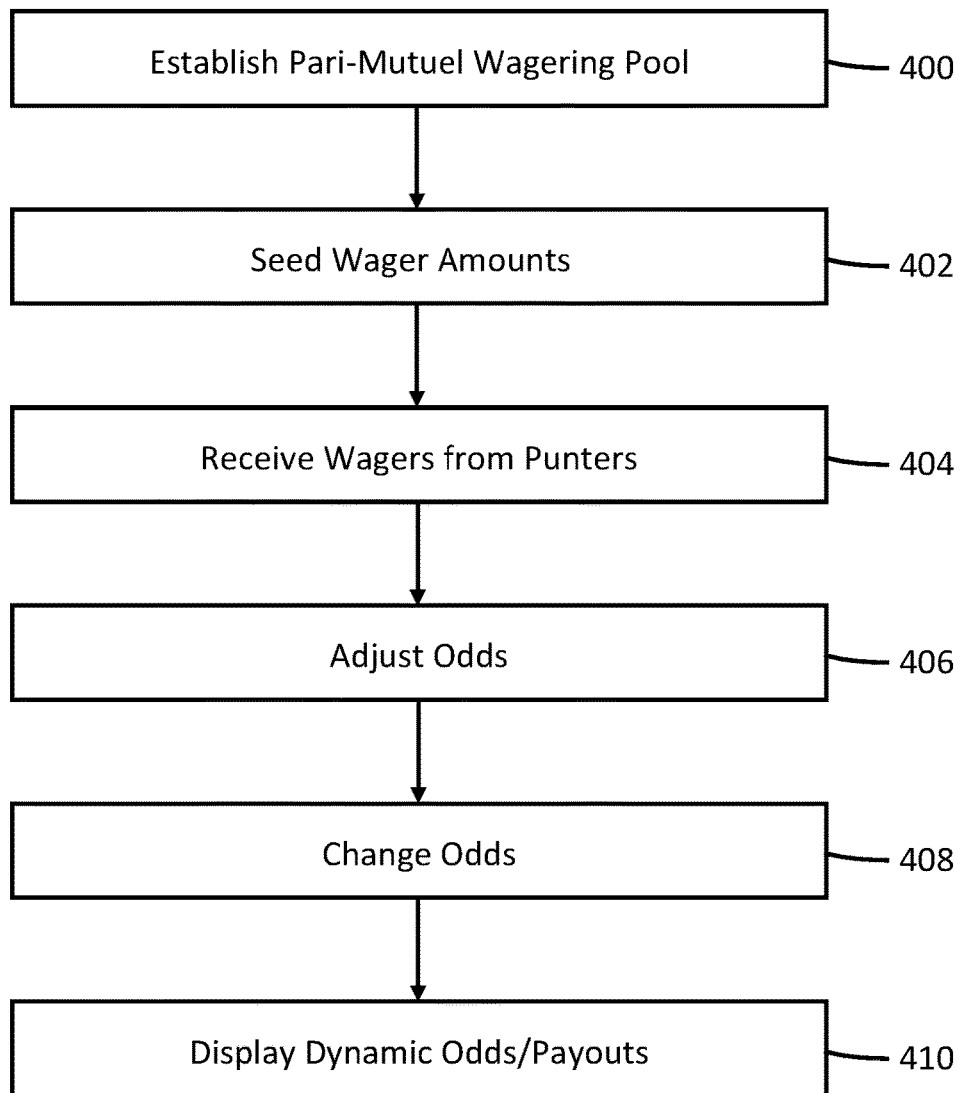 Establish Pari-Mutuel Wagering Pool 400
Seed Wager Amounts 402
Receive Wagers from Punters 404
Adjust Odds 406
Change Odds 408
Display Dynamic Odds/Payouts 410